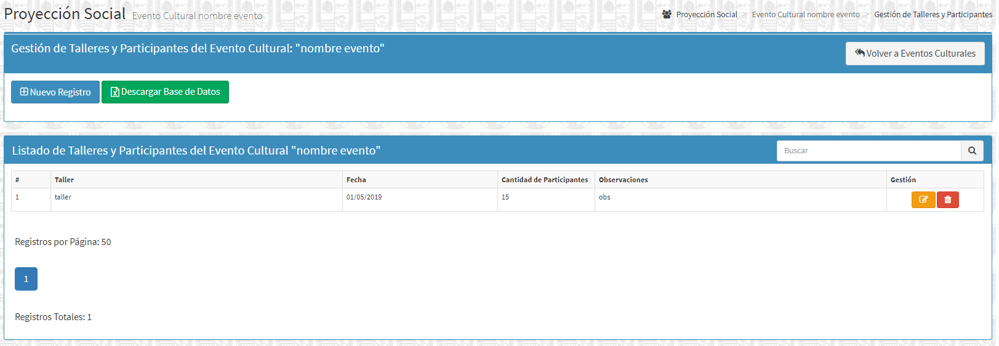 Proyección Social Evento Cultural nombre evento
Proyección Social > Evento Cultural nombre evento > Gestión de Talleres y Participantes
Gestión de Talleres y Participantes del Evento Cultural: "nombre evento"
Volver a Eventos Culturales
Nuevo Registro Descargar Base de Datos
Listado de Talleres y Participantes del Evento Cultural "nombre evento"
Buscar
# Taller Fecha Cantidad de Participantes Observaciones Gestión
1 taller 01/05/2019 15 obs
Registros por Página: 50
1
Registros Totales: 1